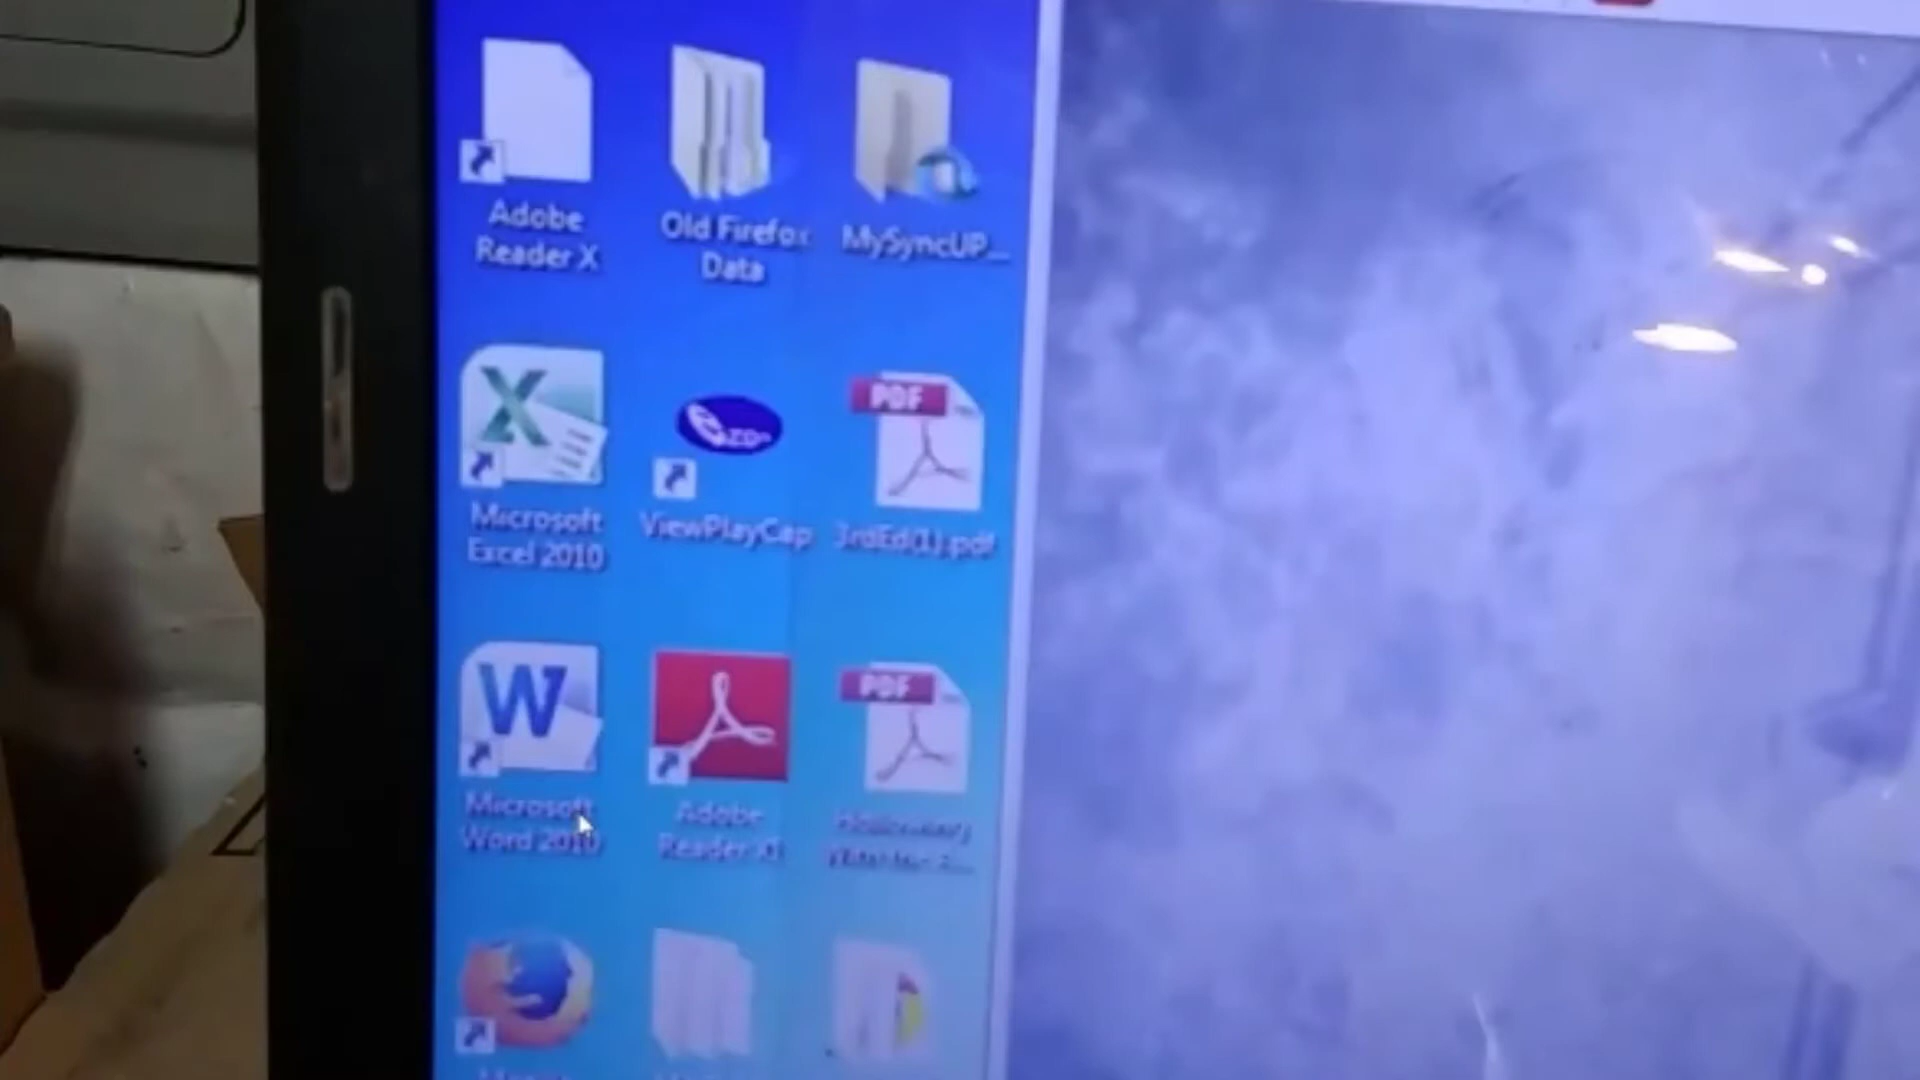 Adobe
Reader X
Old Firefox
Data
MySyncUP...
Microsoft
Excel 2010
ViewPlayCap
PDF
3rdEd(1).pdf
W
Microsoft
Word 2010
Adobe
Reader XI
PDF